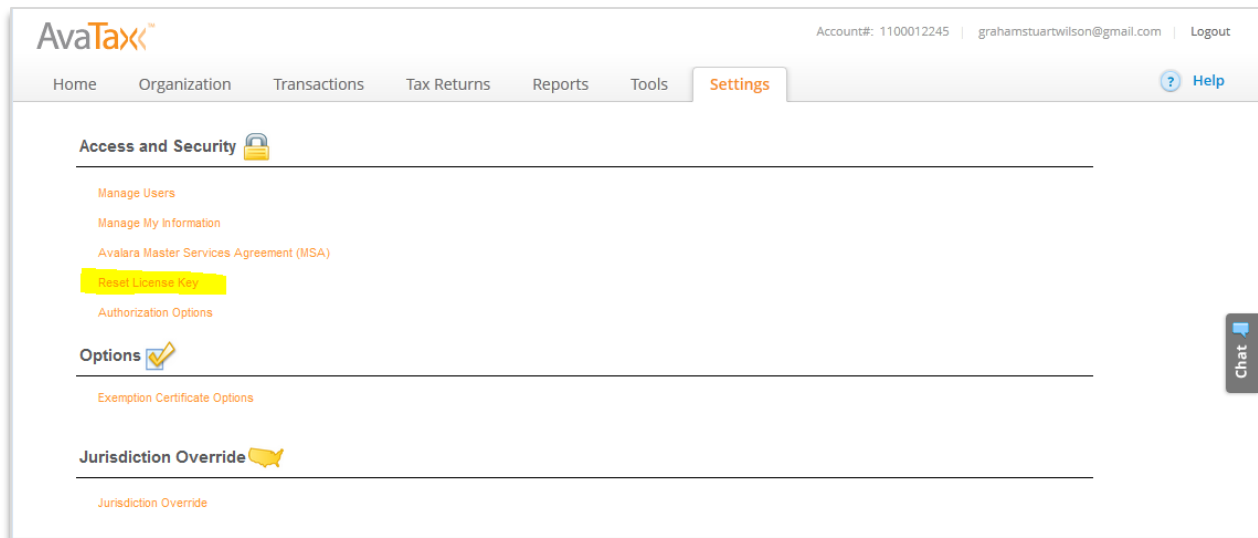 AvaTax
Account#: 1100012245 | grahamstuartwilson@gmail.com | Logout
Home Organization Transactions Tax Returns Reports Tools Settings ? Help
Access and Security
Manage Users
Manage My Information
Avalara Master Services Agreement (MSA)
Reset License Key
Authorization Options
Chat
Options
Exemption Certificate Options
Jurisdiction Override
Jurisdiction Override